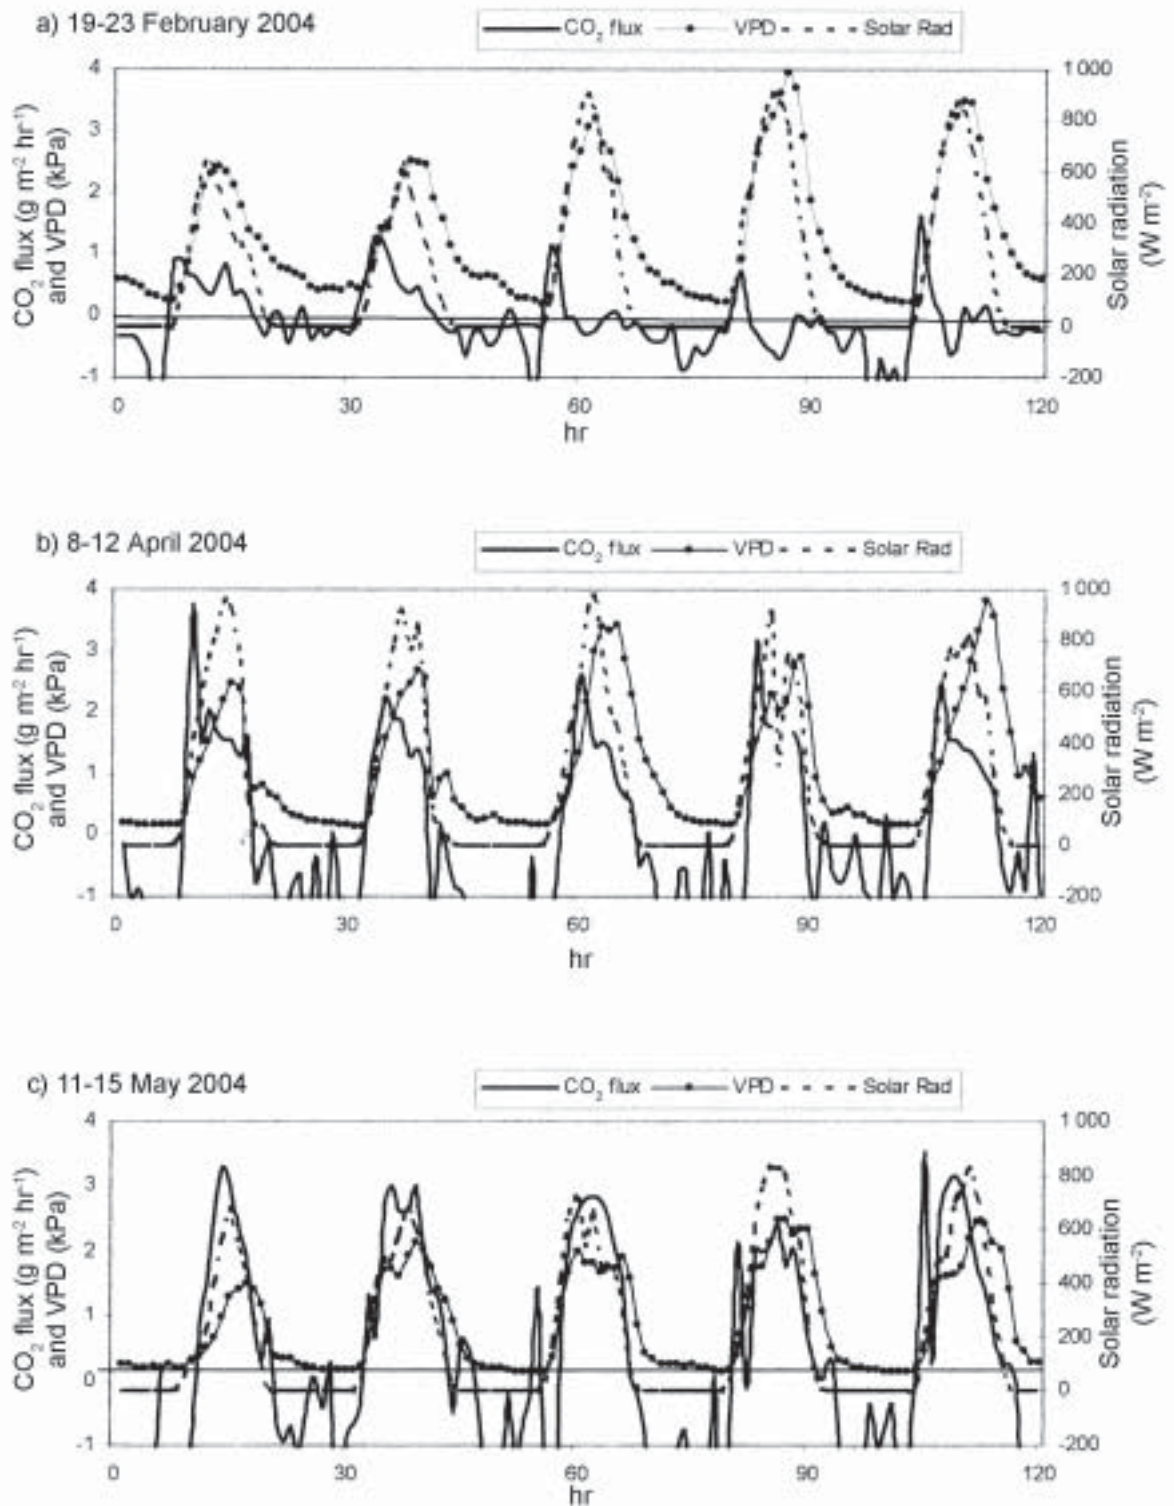 a) 19-23 February 2004
CO2 flux VPD Solar Rad
4
3
2
1
0
-1
1 000
800
600
400
200
0
-200
CO2 flux (g m-2 hr-1)
and VPD (kPa)
Solar radiation
(W m-2)
0 30 60 90 120
hr
b) 8-12 April 2004
CO2 flux VPD Solar Rad
4
3
2
1
0
-1
1 000
800
600
400
200
0
-200
CO2 flux (g m-2 hr-1)
and VPD (kPa)
Solar radiation
(W m-2)
0 30 60 90 120
hr
c) 11-15 May 2004
CO2 flux VPD Solar Rad
4
3
2
1
0
-1
1 000
800
600
400
200
0
-200
CO2 flux (g m-2 hr-1)
and VPD (kPa)
Solar radiation
(W m-2)
0 30 60 90 120
hr